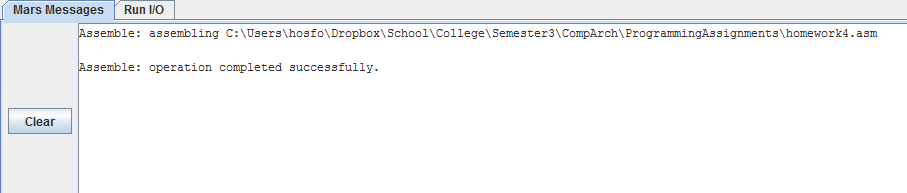 Mars Messages Run I/O
Assemble: assembling C:\Users\hosfo\Dropbox\School\College\Semester3\CompArch\ProgrammingAssignments\homework4.asm
Assemble: operation completed successfully.
Clear